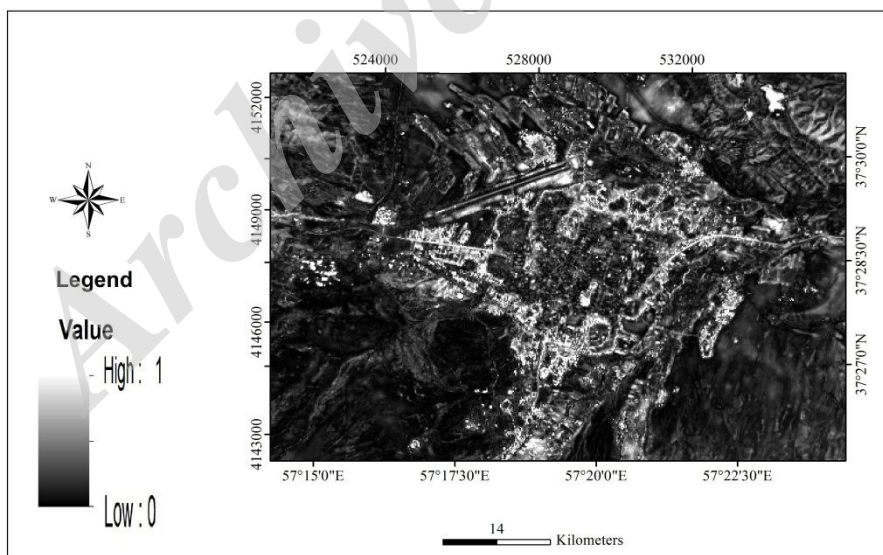 524000 528000 532000
4152000
4149000
4146000
4143000
37°30'0"N
37°28'30"N
37°27'0"N
57°15'0"E 57°17'30"E 57°20'0"E 57°22'30"E
N
W E
S
Legend
Value
High : 1
Low : 0
14
Kilometers
Archive